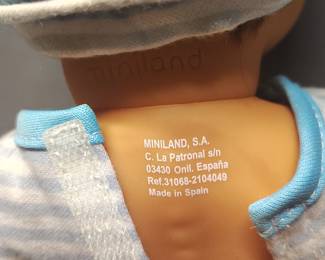 miniland
MINILAND, S.A.
C. La Patronal s/n
03430 Onil. España
Ref.31068-2104049
Made in Spain